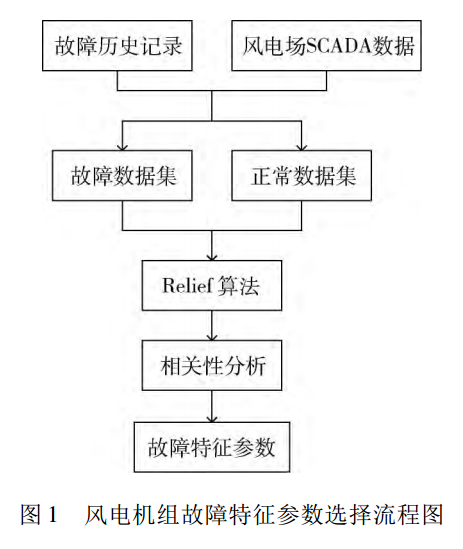 故障历史记录
风电场SCADA数据
故障数据集
正常数据集
Relief 算法
相关性分析
故障特征参数
图 1 风电机组故障特征参数选择流程图